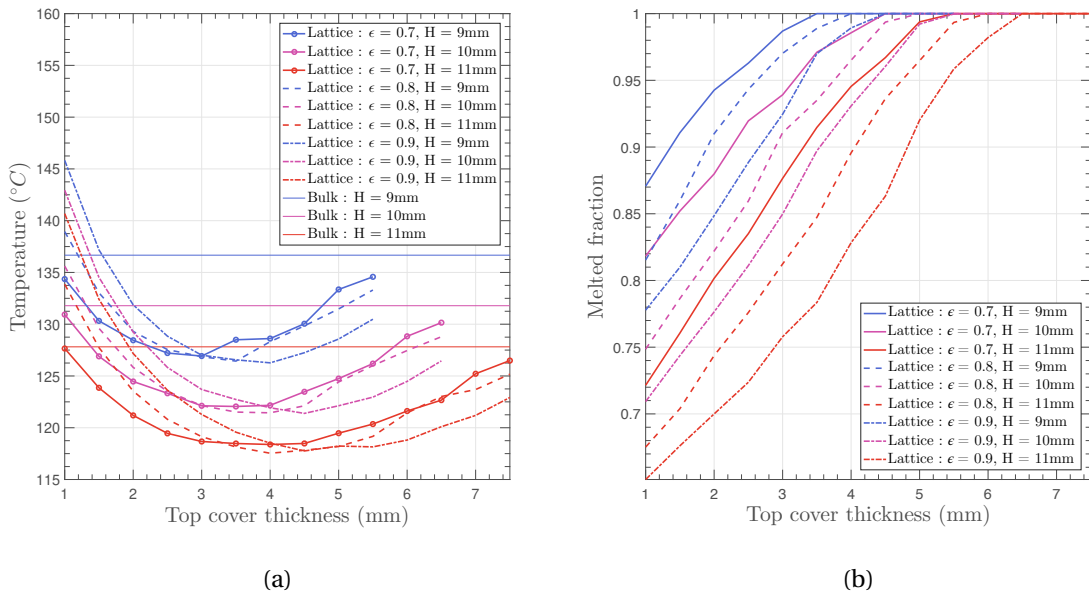 160
155
150
145
140
135
130
125
120
115
1
2
3
4
5
6
7
Temperature (°C)
Top cover thickness (mm)
Lattice : ϵ = 0.7, H = 9mm
Lattice : ϵ = 0.7, H = 10mm
Lattice : ϵ = 0.7, H = 11mm
Lattice : ϵ = 0.8, H = 9mm
Lattice : ϵ = 0.8, H = 10mm
Lattice : ϵ = 0.8, H = 11mm
Lattice : ϵ = 0.9, H = 9mm
Lattice : ϵ = 0.9, H = 10mm
Lattice : ϵ = 0.9, H = 11mm
Bulk : H = 9mm
Bulk : H = 10mm
Bulk : H = 11mm
(a)
1
0.95
0.9
0.85
0.8
0.75
0.7
1
2
3
4
5
6
7
Melted fraction
Top cover thickness (mm)
Lattice : ϵ = 0.7, H = 9mm
Lattice : ϵ = 0.7, H = 10mm
Lattice : ϵ = 0.7, H = 11mm
Lattice : ϵ = 0.8, H = 9mm
Lattice : ϵ = 0.8, H = 10mm
Lattice : ϵ = 0.8, H = 11mm
Lattice : ϵ = 0.9, H = 9mm
Lattice : ϵ = 0.9, H = 10mm
Lattice : ϵ = 0.9, H = 11mm
(b)